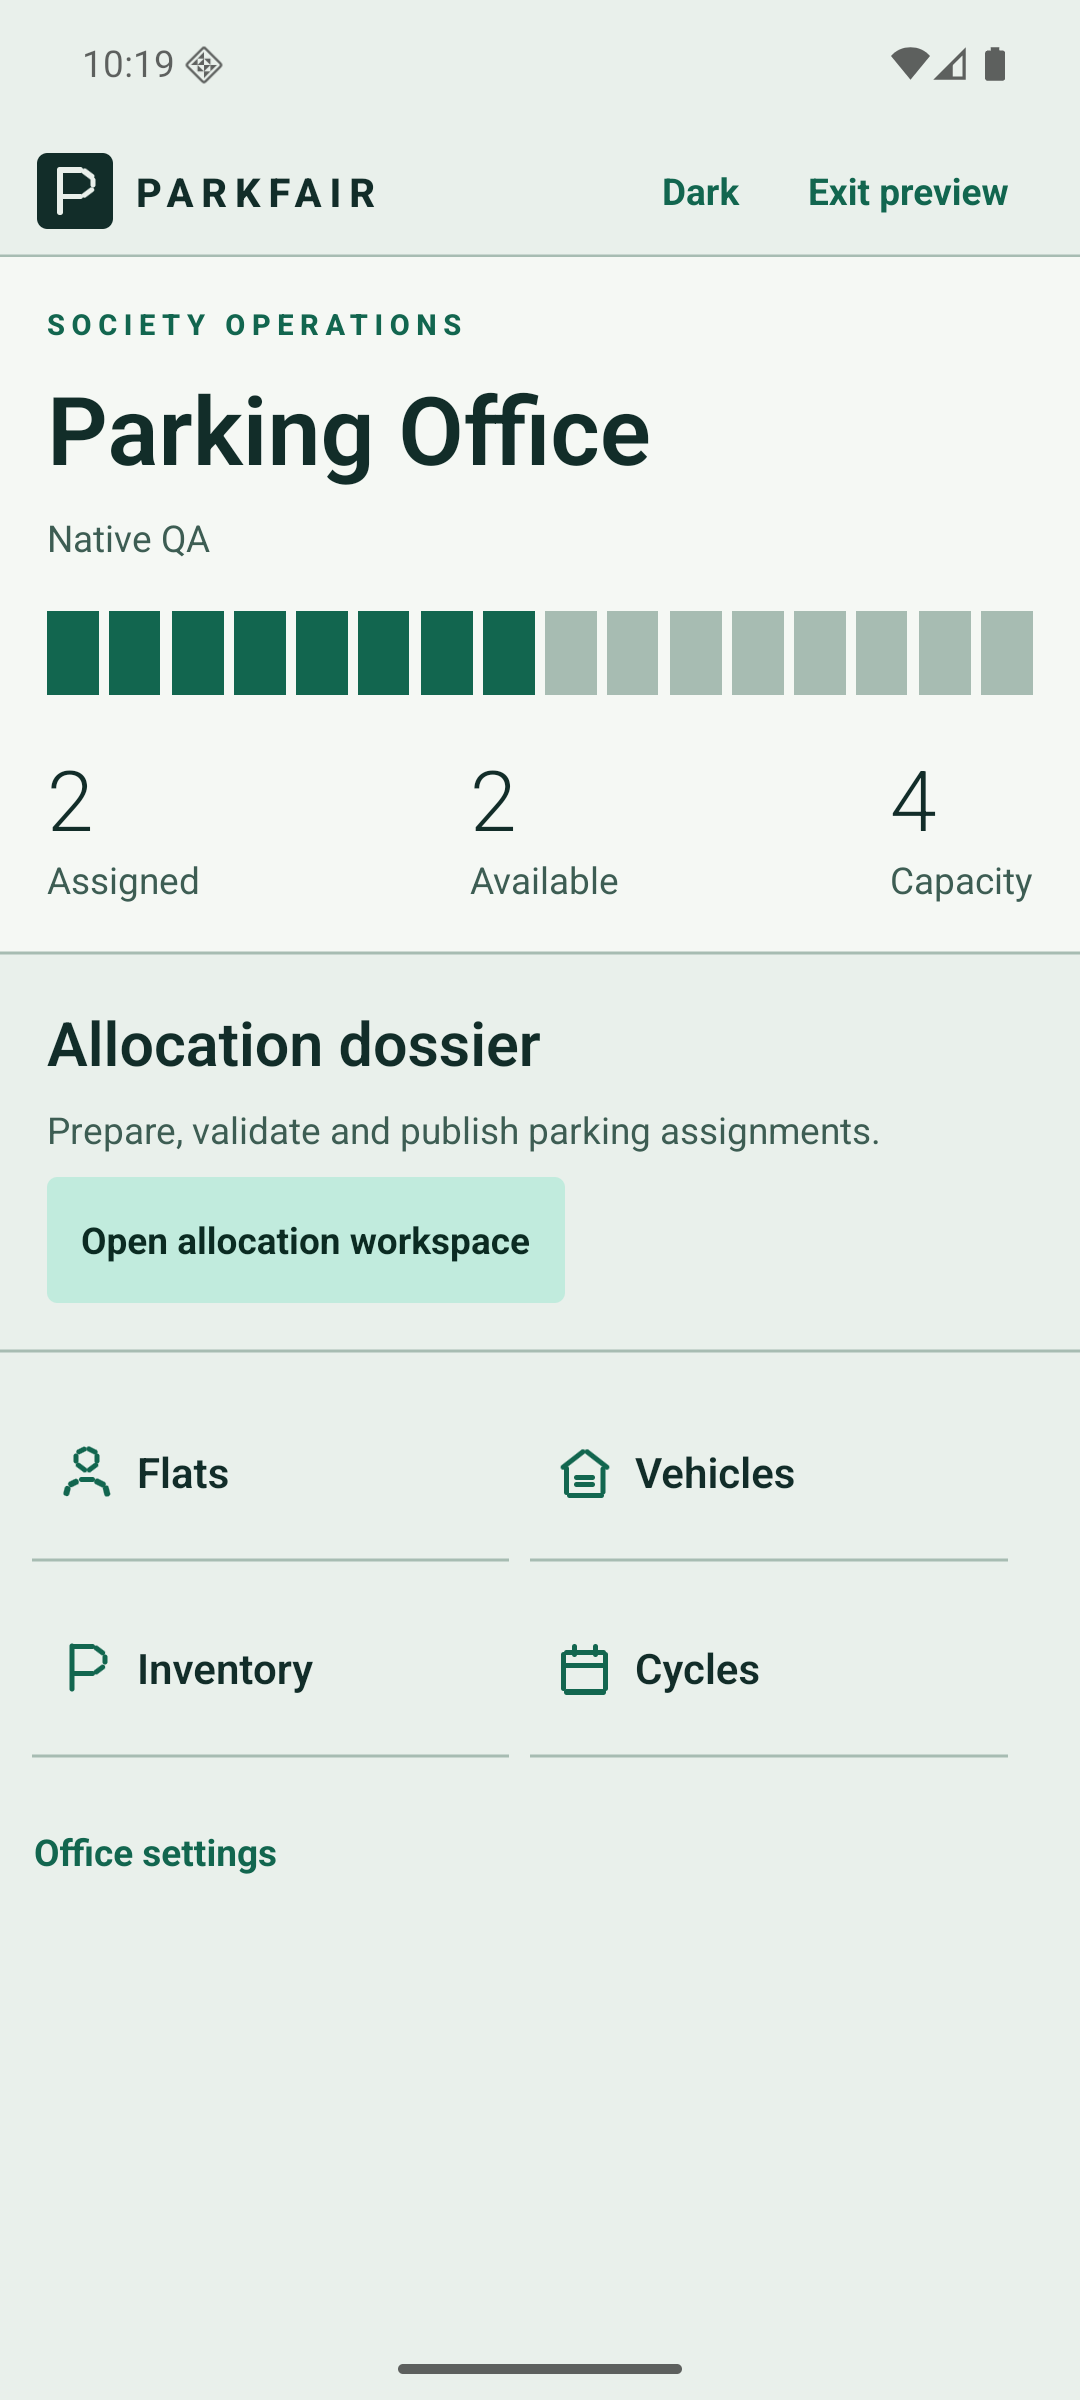 10:19
PARKFAIR
Dark
Exit preview
SOCIETY OPERATIONS
Parking Office
Native QA
2
2
4
Assigned
Available
Capacity
Allocation dossier
Prepare, validate and publish parking assignments.
Open allocation workspace
Flats
Vehicles
Inventory
Cycles
Office settings